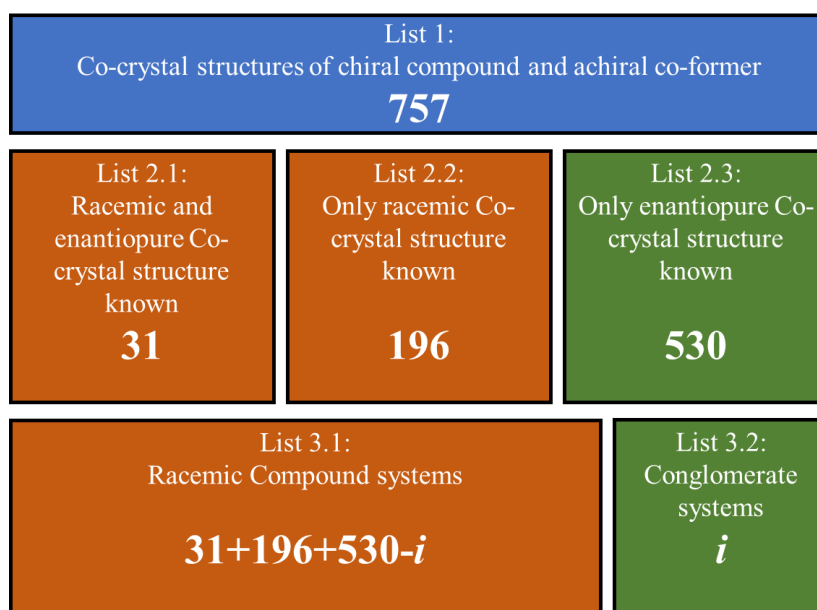 List 1:
Co-crystal structures of chiral compound and achiral co-former
757
List 2.1:
Racemic and
enantiopure Co-
crystal structure
known
31
List 2.2:
Only racemic Co-
crystal structure
known
196
List 2.3:
Only enantiopure Co-
crystal structure
known
530
List 3.1:
Racemic Compound systems
31+196+530-i
List 3.2:
Conglomerate
systems
i